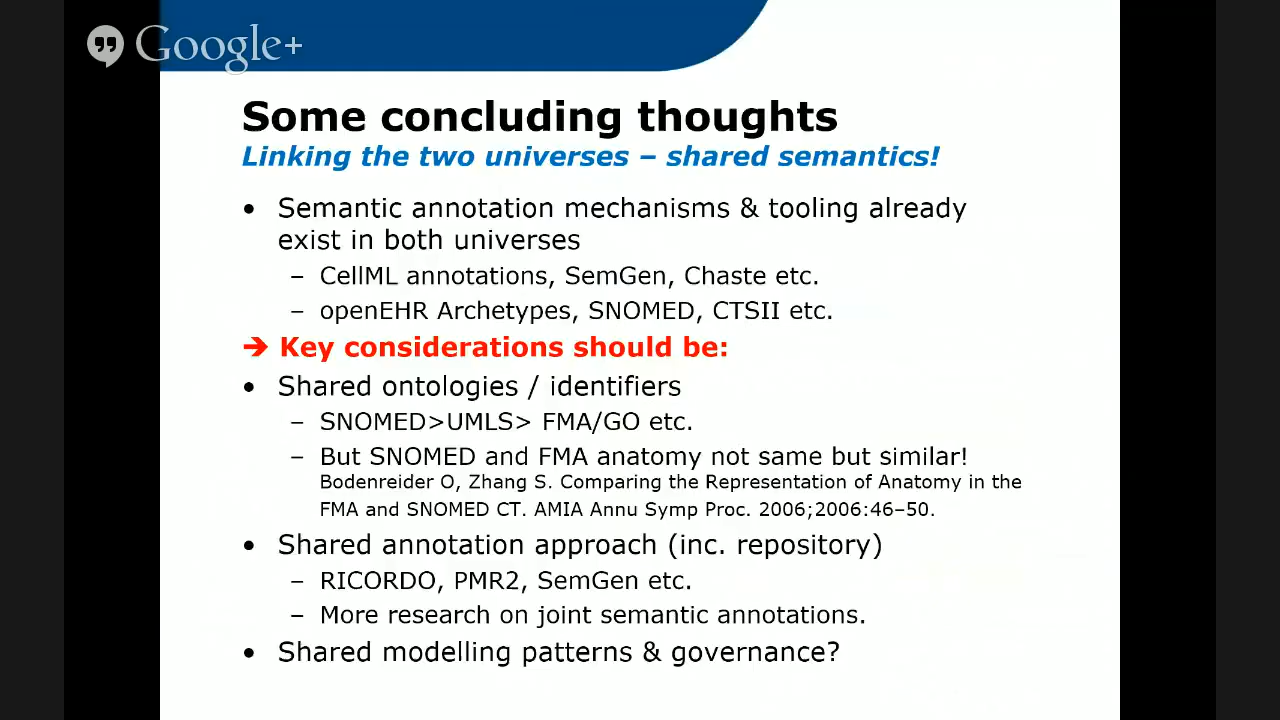 Google+
Some concluding thoughts
Linking the two universes – shared semantics!
• Semantic annotation mechanisms & tooling already
exist in both universes
– CellML annotations, SemGen, Chaste etc.
– openEHR Archetypes, SNOMED, CTSII etc.
➔ Key considerations should be:
• Shared ontologies / identifiers
– SNOMED>UMLS> FMA/GO etc.
– But SNOMED and FMA anatomy not same but similar!
Bodenreider O, Zhang S. Comparing the Representation of Anatomy in the
FMA and SNOMED CT. AMIA Annu Symp Proc. 2006;2006:46–50.
• Shared annotation approach (inc. repository)
– RICORDO, PMR2, SemGen etc.
– More research on joint semantic annotations.
• Shared modelling patterns & governance?